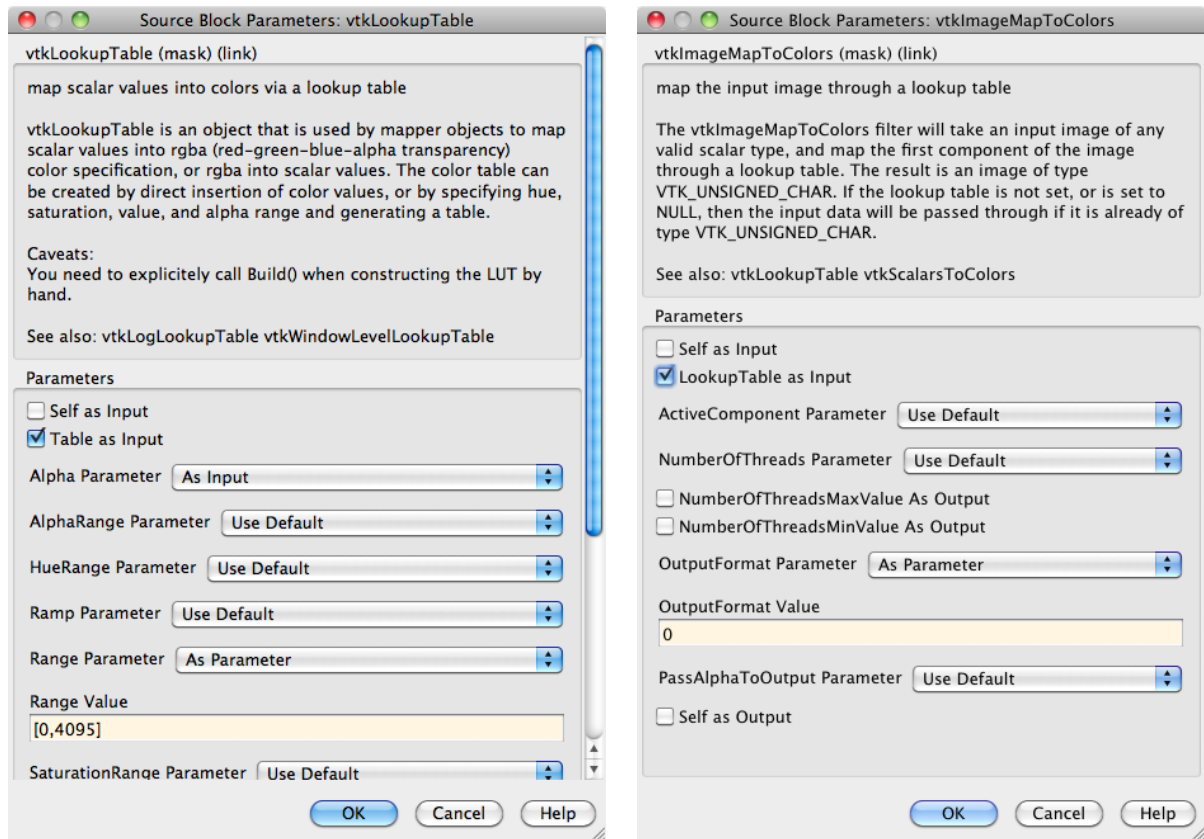 Source Block Parameters: vtkLookupTable
vtkLookupTable (mask) (link)
map scalar values into colors via a lookup table
vtkLookupTable is an object that is used by mapper objects to map
scalar values into rgba (red-green-blue-alpha transparency)
color specification, or rgba into scalar values. The color table can
be created by direct insertion of color values, or by specifying hue,
saturation, value, and alpha range and generating a table.
Caveats:
You need to explicitely call Build() when constructing the LUT by
hand.
See also: vtkLogLookupTable vtkWindowLevelLookupTable
Parameters
Self as Input
Table as Input
Alpha Parameter As Input
AlphaRange Parameter Use Default
HueRange Parameter Use Default
Ramp Parameter Use Default
Range Parameter As Parameter
Range Value
[0,4095]
SaturationRange Parameter Use Default
OK Cancel Help
Source Block Parameters: vtkImageMapToColors
vtkImageMapToColors (mask) (link)
map the input image through a lookup table
The vtkImageMapToColors filter will take an input image of any
valid scalar type, and map the first component of the image
through a lookup table. The result is an image of type
VTK_UNSIGNED_CHAR. If the lookup table is not set, or is set to
NULL, then the input data will be passed through if it is already of
type VTK_UNSIGNED_CHAR.
See also: vtkLookupTable vtkScalarsToColors
Parameters
Self as Input
LookupTable as Input
ActiveComponent Parameter Use Default
NumberOfThreads Parameter Use Default
NumberOfThreadsMaxValue As Output
NumberOfThreadsMinValue As Output
OutputFormat Parameter As Parameter
OutputFormat Value
0
PassAlphaToOutput Parameter Use Default
Self as Output
OK Cancel Help